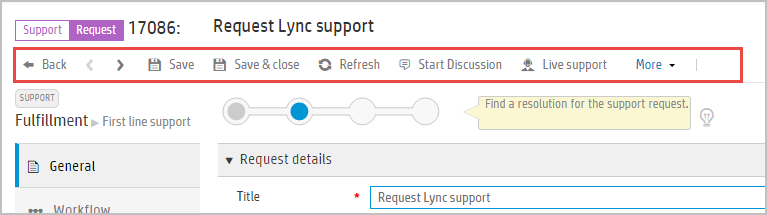 Support Request 17086: Request Lync support
Back Save Save & close Refresh Start Discussion Live support More
SUPPORT
Fulfillment First line support
Find a resolution for the support request.
General
Request details
Title * Request Lync support
Workflow